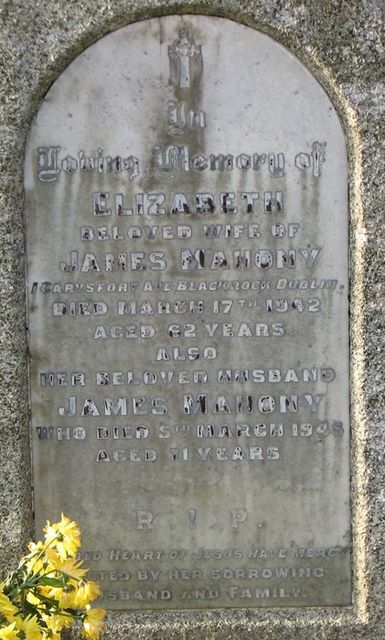 In
Loving Memory of
ELIZABETH
BELOVED WIFE OF
JAMES MAHONY
(CARYSFORT AVE BLACKROCK DUBLIN).
DIED MARCH 17TH 1942
AGED 62 YEARS
ALSO
HER BELOVED HUSBAND
JAMES MAHONY
WHO DIED 5TH MARCH 1948
AGED 71 YEARS
R. I. P.
HEART OF JESUS HAVE MERCY
BY HER SORROWING
AND FAMILY.